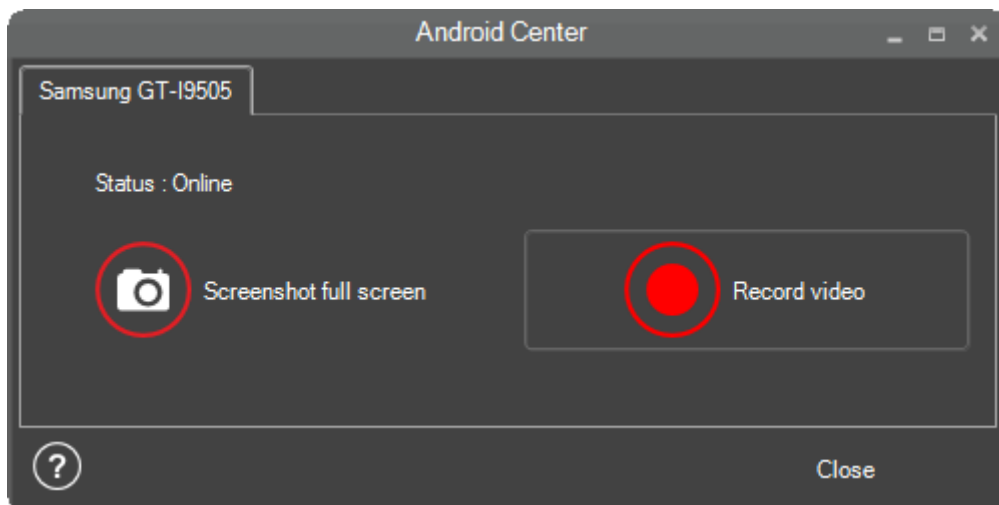 Android Center
Samsung GT-I9505
Status : Online
Screenshot full screen
Record video
?
Close